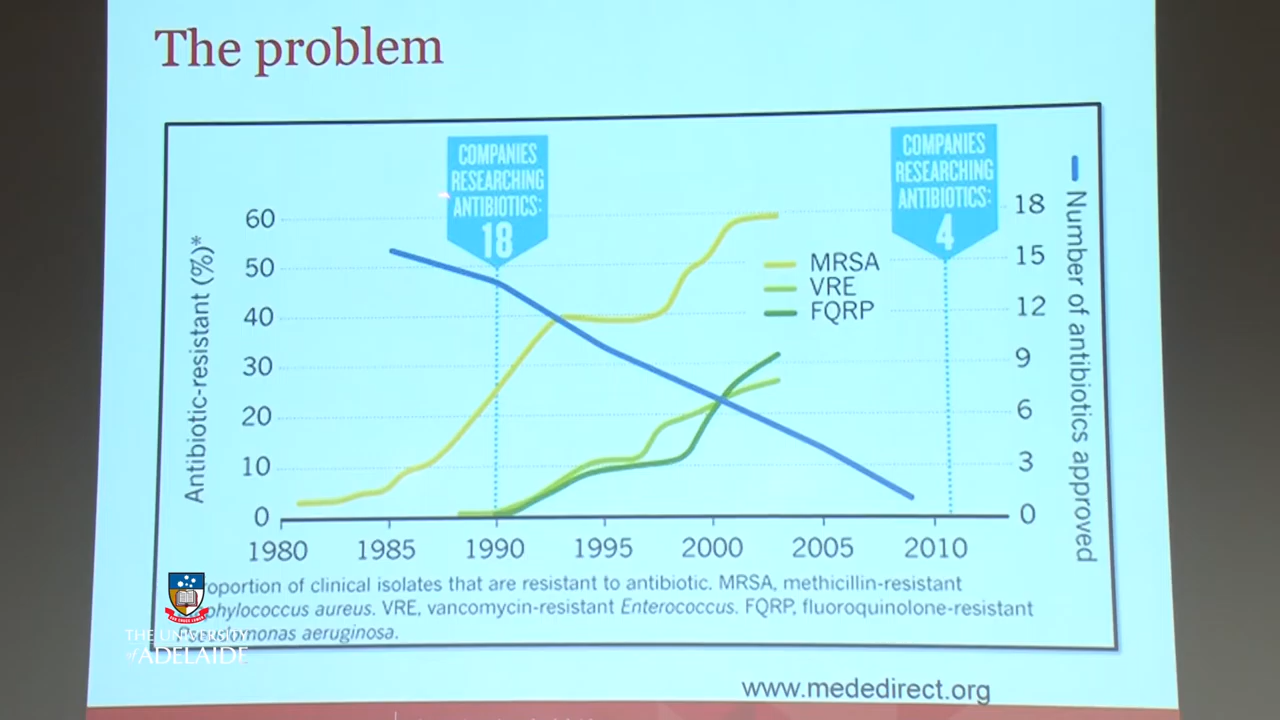 The problem
COMPANIES
RESEARCHING
ANTIBIOTICS:
18
COMPANIES
RESEARCHING
ANTIBIOTICS:
4
Antibiotic-resistant (%)*
60
50
40
30
20
10
0
MRSA
VRE
FQRP
18
15
12
9
6
3
0
Number of antibiotics approved
1980 1985 1990 1995 2000 2005 2010
oportion of clinical isolates that are resistant to antibiotic. MRSA, methicillin-resistant
phylococcus aureus. VRE, vancomycin-resistant Enterococcus. FQRP, fluoroquinolone-resistant
aeruginosa.
THE UNIVERSITY
of ADELAIDE
www.mededirect.org